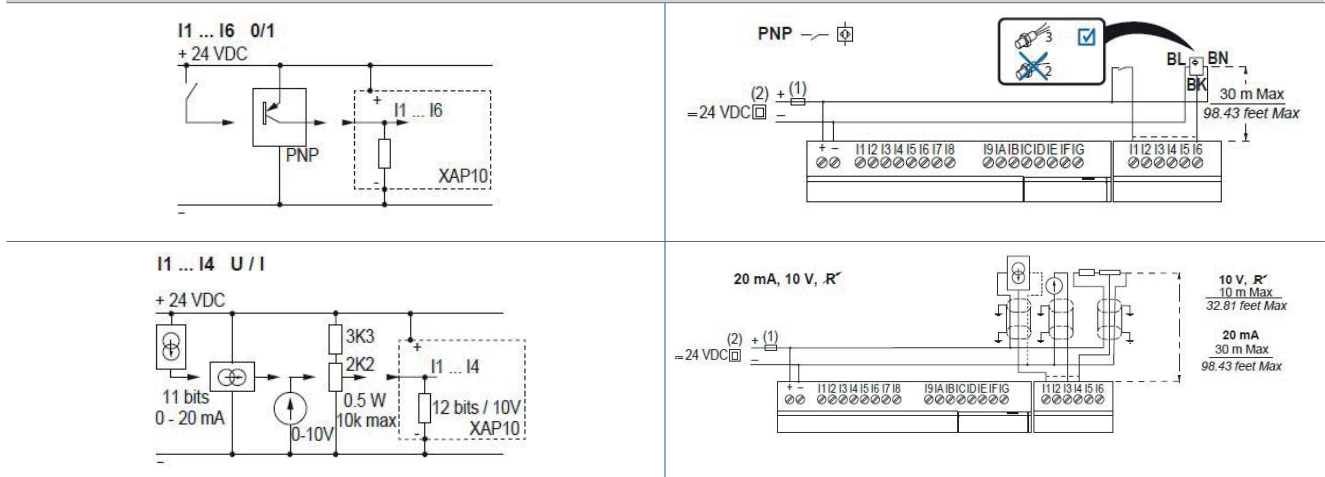 I1 ... I6 0/1
+ 24 VDC
+
I1 ... I6
PNP
-
XAP10
–
PNP
3
2
BL
BN
BK
(2)
+
(1)
= 24 VDC
–
30 m Max
98.43 feet Max
+ –
I1 I2 I3 I4 I5 I6 I7 I8
I9 IA IB IC ID IE IF IG
I1 I2 I3 I4 I5 I6
I1 ... I4 U / I
+ 24 VDC
3K3
+
2K2
I1 ... I4
11 bits
0 - 20 mA
0-10V
0.5 W
10k max
12 bits / 10V
-
XAP10
–
20 mA, 10 V, R
10 V, R
10 m Max
32.81 feet Max
20 mA
30 m Max
98.43 feet Max
(2)
+
(1)
= 24 VDC
–
+ –
I1 I2 I3 I4 I5 I6 I7 I8
I9 IA IB IC ID IE IF IG
I1 I2 I3 I4 I5 I6